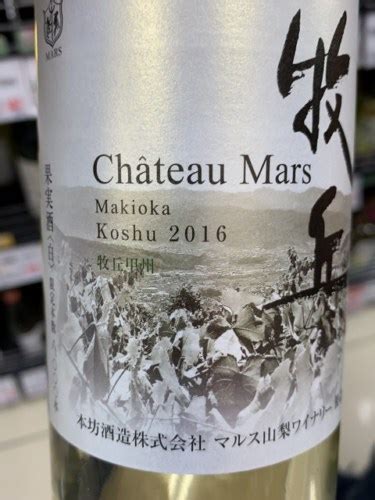 MARS
牧丘
Château Mars
Makioka
Koshu 2016
牧丘甲州
果実酒(白)
本坊酒造株式会社 マルス山梨ワイナリー